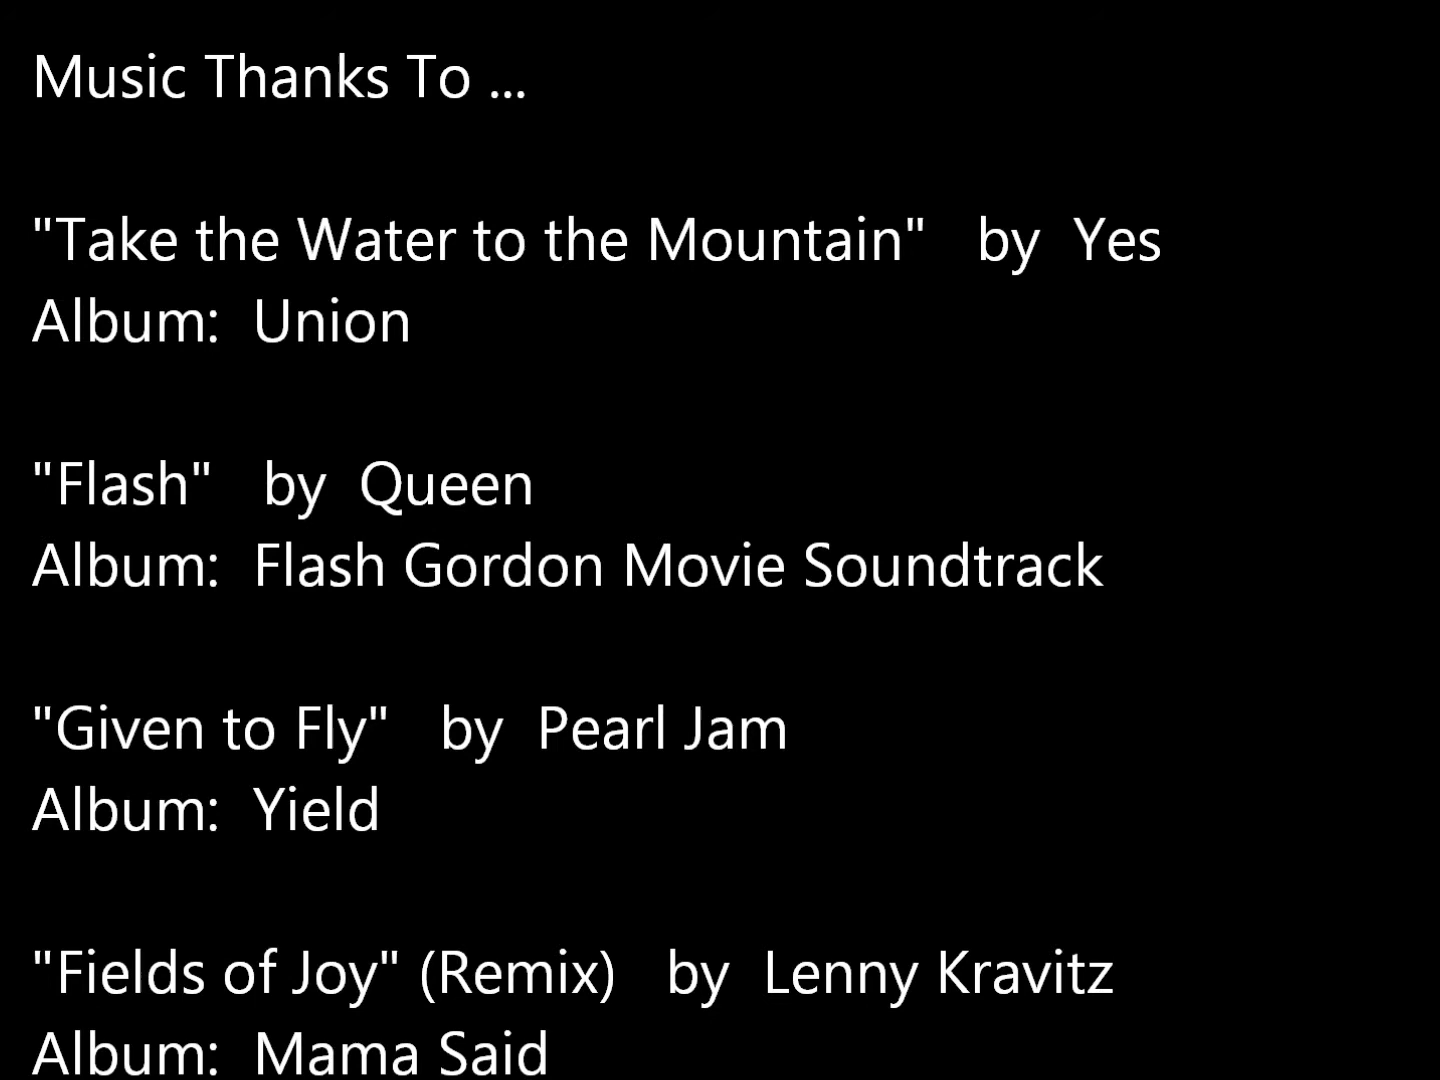 Music Thanks To ...
"Take the Water to the Mountain"   by  Yes
Album:  Union
"Flash"   by  Queen
Album:  Flash Gordon Movie Soundtrack
"Given to Fly"   by  Pearl Jam
Album:  Yield
"Fields of Joy" (Remix)   by  Lenny Kravitz
Album:  Mama Said